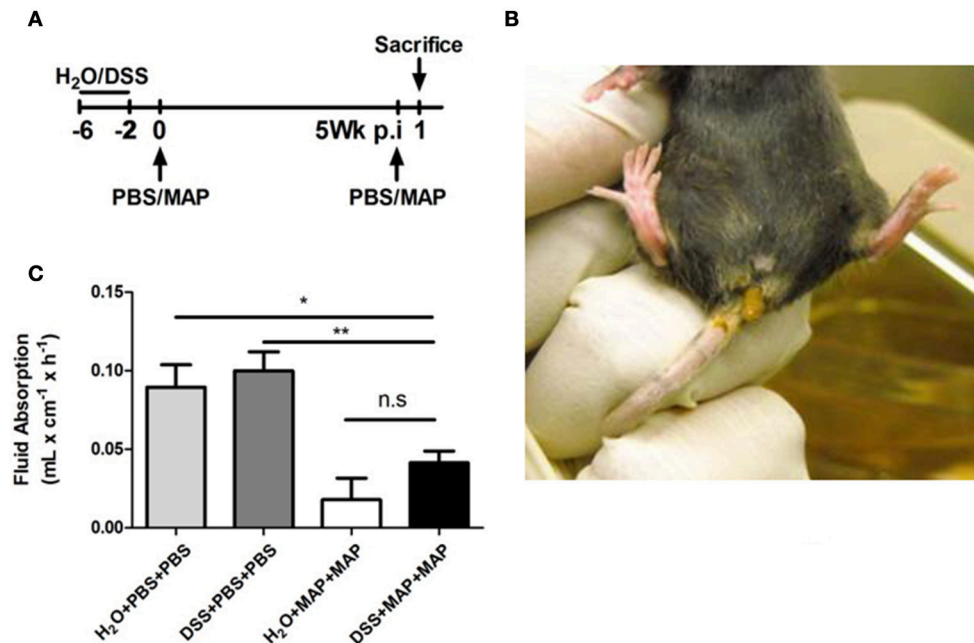 A
Sacrifice
H₂O/DSS
-6 -2 0 5Wk p.i 1
PBS/MAP PBS/MAP
B
C
Fluid Absorption
(mL x cm⁻¹ x h⁻¹)
0.15
0.10
0.05
0.00
*
**
n.s
H₂O+PBS+PBS
DSS+PBS+PBS
H₂O+MAP+MAP
DSS+MAP+MAP